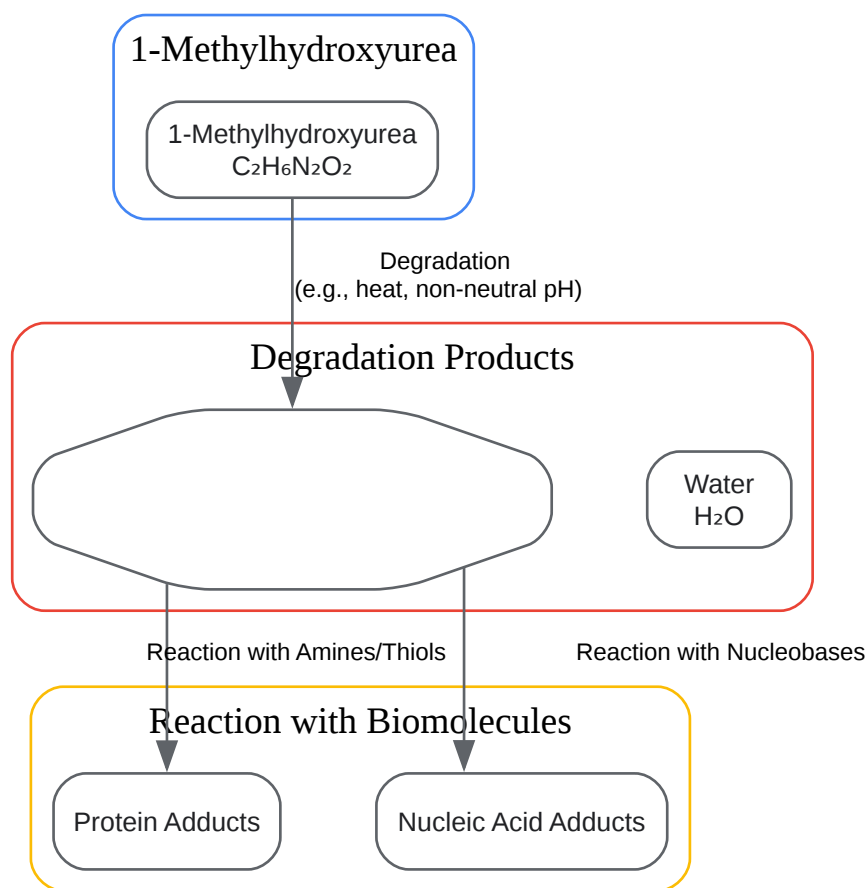 1-Methylhydroxyurea
1-Methylhydroxyurea
C₂H₆N₂O₂
Degradation
(e.g., heat, non-neutral pH)
Degradation Products
Water
H₂O
Reaction with Amines/Thiols
Reaction with Nucleobases
Reaction with Biomolecules
Protein Adducts
Nucleic Acid Adducts